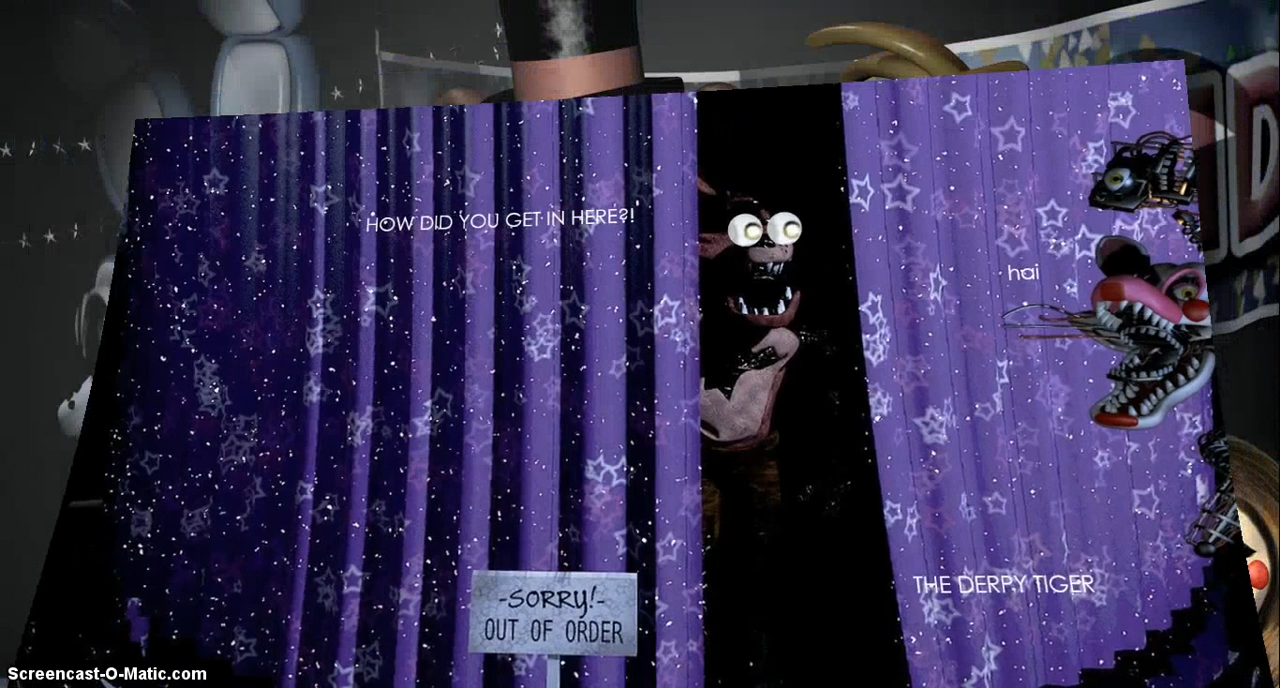 HOW DID YOU GET IN HERE?!
hai
-SORRY!-
OUT OF ORDER
THE DERPY TIGER
Screencast-O-Matic.com